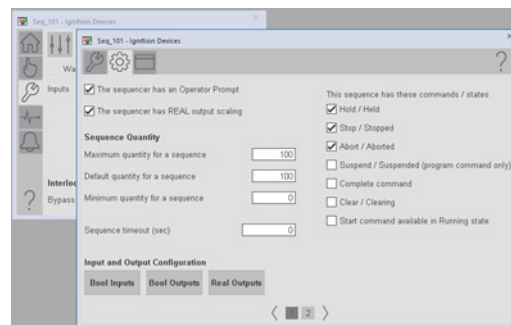 Seq_101 - Ignition Devices
Wa
Inputs
Interloc
Bypass
?
Seq_101 - Ignition Devices
?
The sequencer has an Operator Prompt
The sequencer has REAL output scaling
Sequence Quantity
Maximum quantity for a sequence 100
Default quantity for a sequence 100
Minimum quantity for a sequence 0
Sequence timeout (sec) 0
Input and Output Configuration
Bool Inputs Bool Outputs Real Outputs
This sequence has these commands / states
Hold / Held
Stop / Stopped
Abort / Aborted
Suspend / Suspended (program command only)
Complete command
Clear / Clearing
Start command available in Running state
1 2